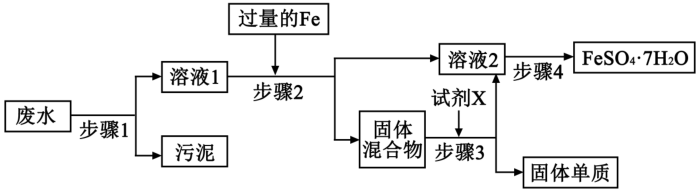 过量的Fe
废水
步骤1
溶液1
污泥
步骤2
溶液2
固体
混合物
试剂X
步骤3
步骤4
FeSO₄·7H₂O
固体单质